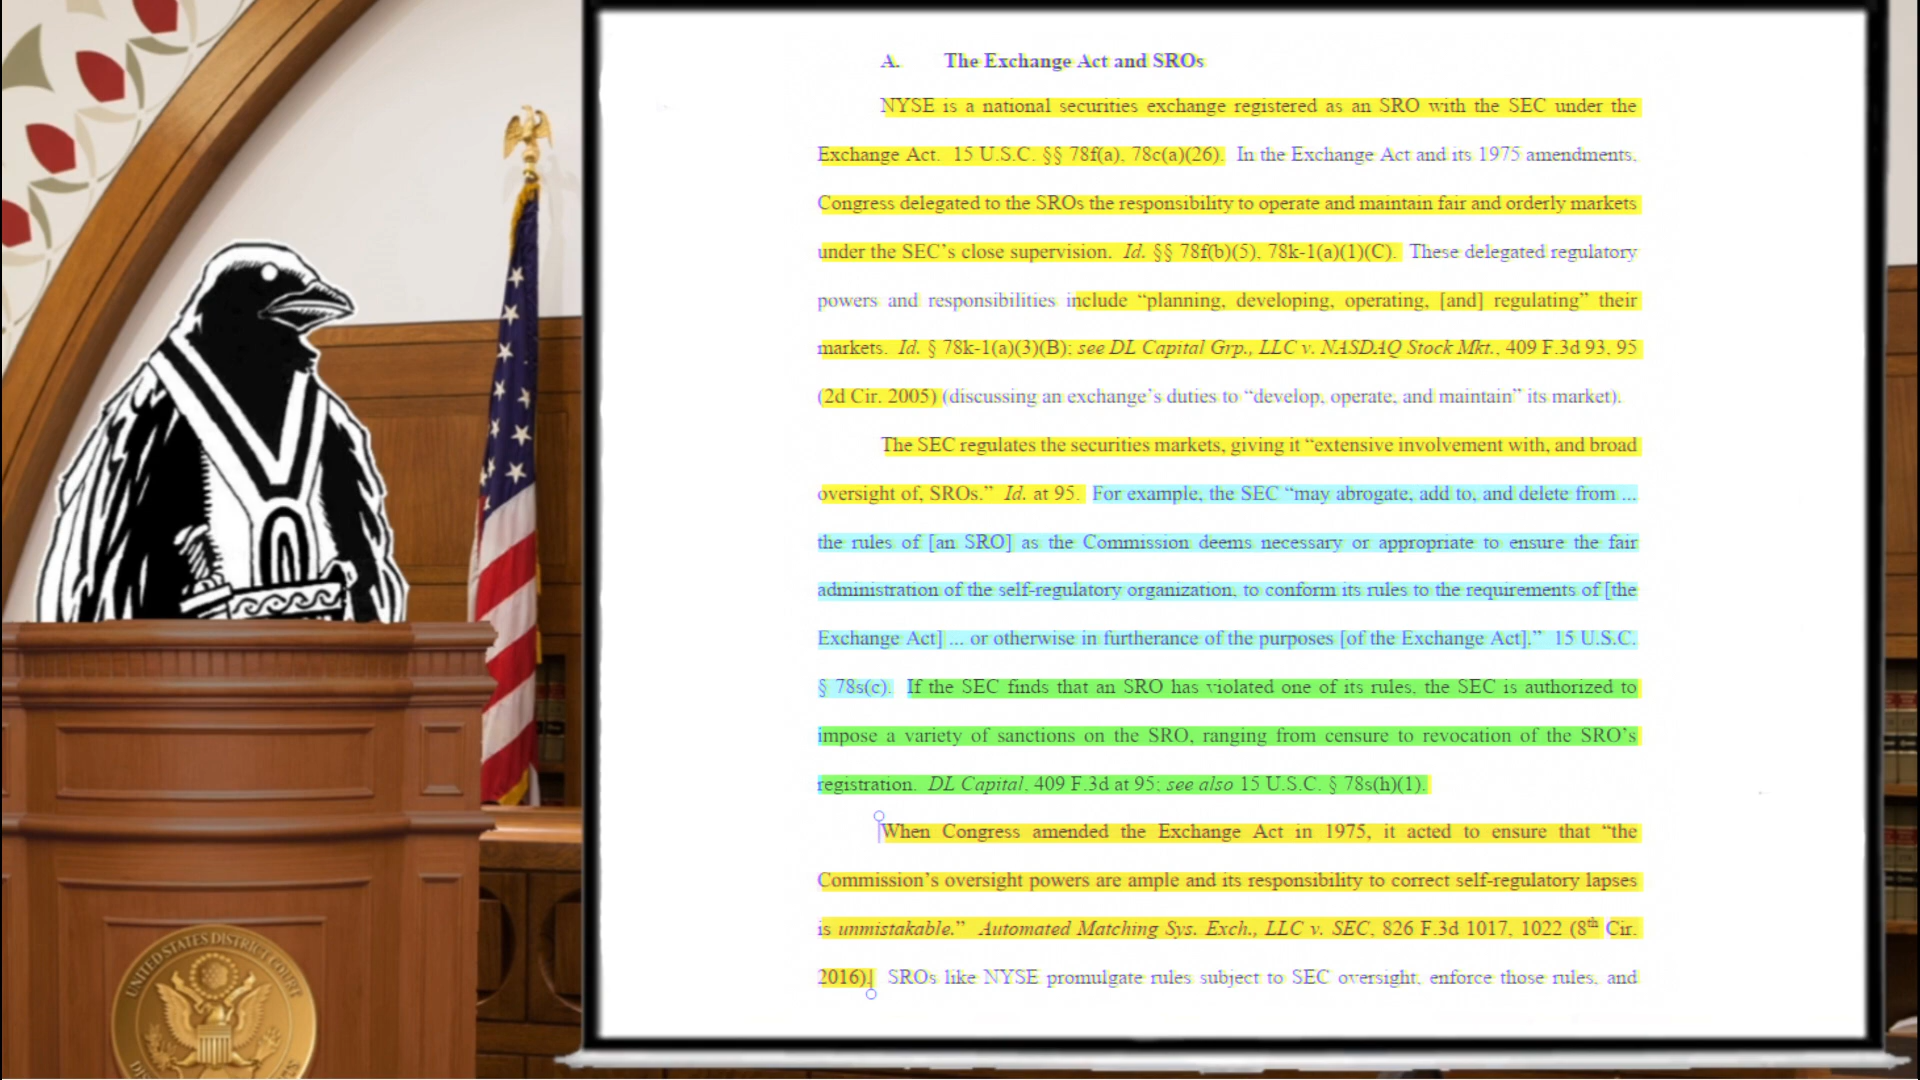 A. The Exchange Act and SROs
NYSE is a national securities exchange registered as an SRO with the SEC under the
Exchange Act. 15 U.S.C. §§ 78f(a), 78c(a)(26). In the Exchange Act and its 1975 amendments,
Congress delegated to the SROs the responsibility to operate and maintain fair and orderly markets
under the SEC's close supervision. Id. §§ 78f(b)(5), 78k-1(a)(1)(C). These delegated regulatory
powers and responsibilities include “planning, developing, operating, [and] regulating” their
markets. Id. § 78k-1(a)(3)(B); see DL Capital Grp., LLC v. NASDAQ Stock Mkt., 409 F.3d 93, 95
(2d Cir. 2005) (discussing an exchange's duties to “develop, operate, and maintain” its market).
The SEC regulates the securities markets, giving it “extensive involvement with, and broad
oversight of, SROs.” Id. at 95. For example, the SEC “may abrogate, add to, and delete from ...
the rules of [an SRO] as the Commission deems necessary or appropriate to ensure the fair
administration of the self-regulatory organization, to conform its rules to the requirements of [the
Exchange Act] ... or otherwise in furtherance of the purposes [of the Exchange Act].” 15 U.S.C.
§ 78s(c). If the SEC finds that an SRO has violated one of its rules, the SEC is authorized to
impose a variety of sanctions on the SRO, ranging from censure to revocation of the SRO's
registration. DL Capital, 409 F.3d at 95; see also 15 U.S.C. § 78s(h)(1).
When Congress amended the Exchange Act in 1975, it acted to ensure that “the
Commission's oversight powers are ample and its responsibility to correct self-regulatory lapses
is unmistakable.” Automated Matching Sys. Exch., LLC v. SEC, 826 F.3d 1017, 1022 (8th Cir.
2016). SROs like NYSE promulgate rules subject to SEC oversight, enforce those rules, and
UNITED STATES DISTRICT COURT